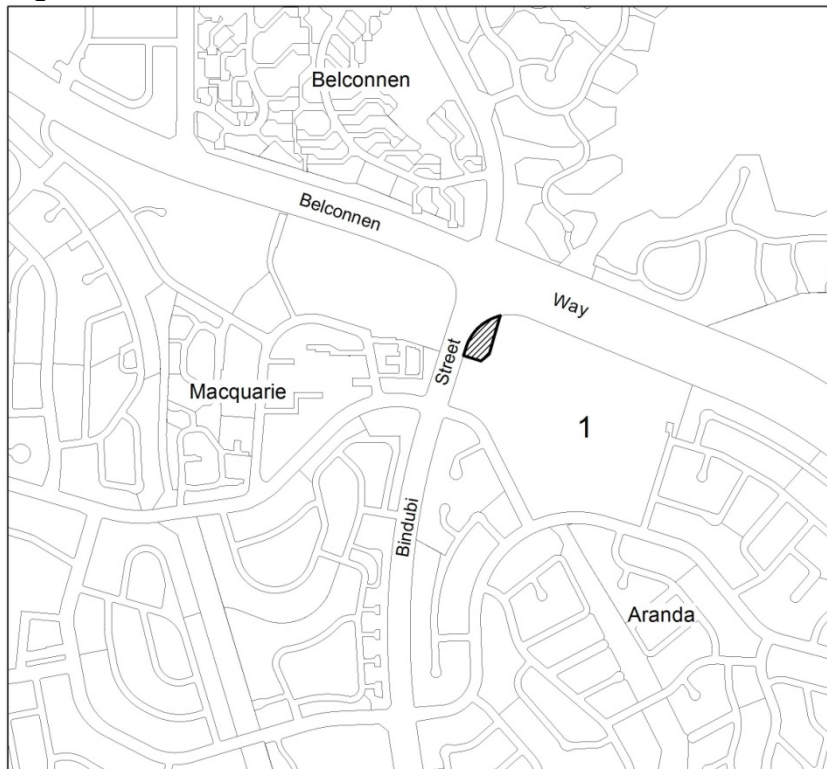 Belconnen
Belconnen
Way
Street
Macquarie
1
Bindubi
Aranda